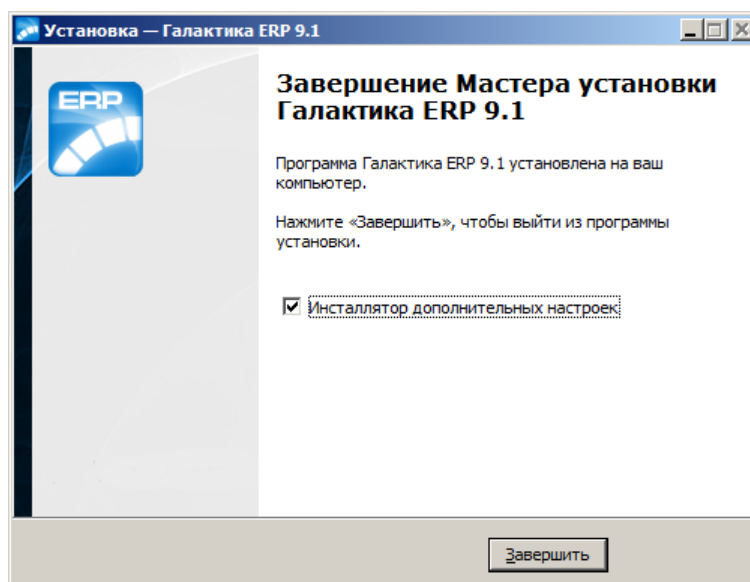 Установка — Галактика ERP 9.1
ERP
Завершение Мастера установки
Галактика ERP 9.1
Программа Галактика ERP 9.1 установлена на ваш
компьютер.
Нажмите «Завершить», чтобы выйти из программы
установки.
Инсталлятор дополнительных настроек
Завершить